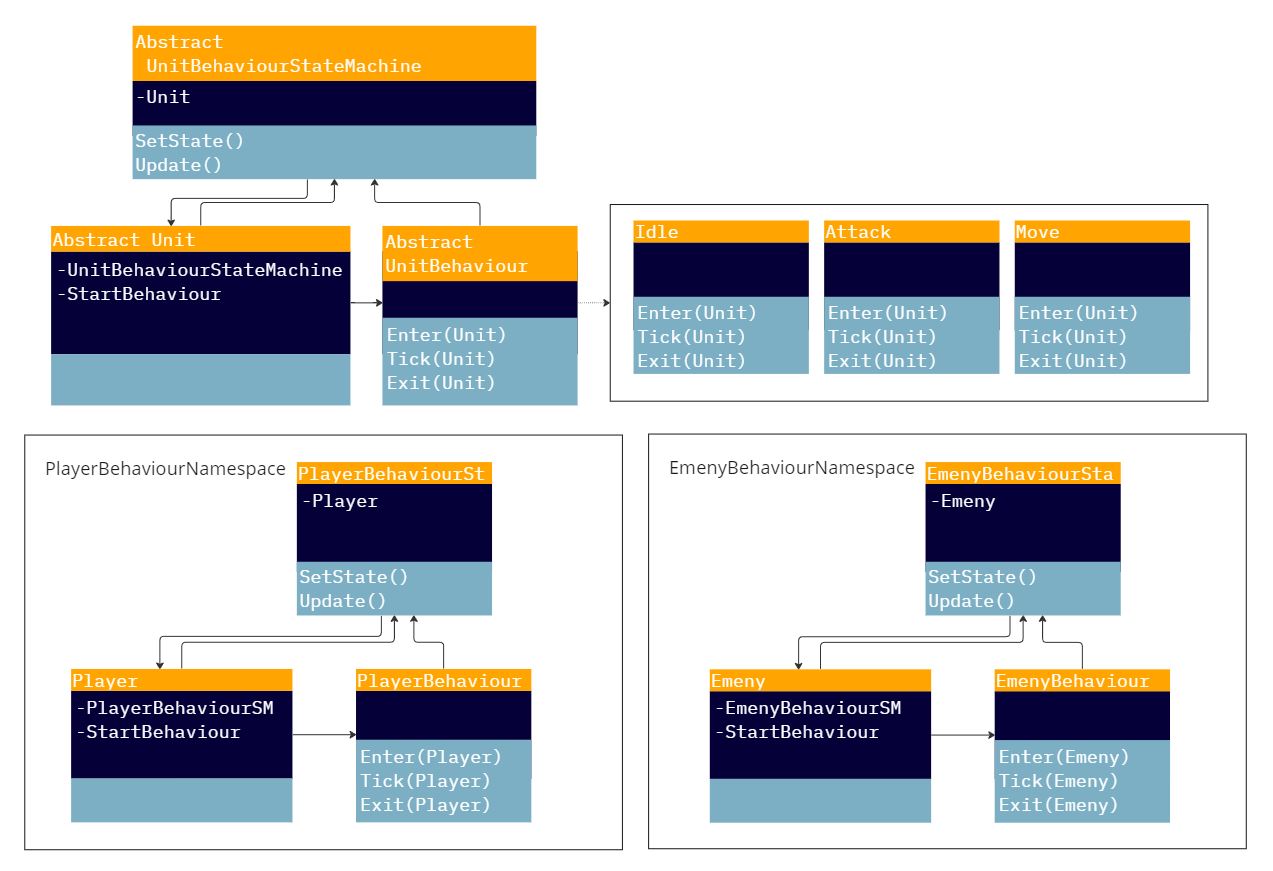 Abstract
UnitBehaviourStateMachine
-Unit
SetState()
Update()
Abstract Unit
-UnitBehaviourStateMachine
-StartBehaviour
Abstract
UnitBehaviour
Enter(Unit)
Tick(Unit)
Exit(Unit)
Idle
Enter(Unit)
Tick(Unit)
Exit(Unit)
Attack
Enter(Unit)
Tick(Unit)
Exit(Unit)
Move
Enter(Unit)
Tick(Unit)
Exit(Unit)
PlayerBehaviourNamespace
PlayerBehaviourSt
-Player
SetState()
Update()
Player
-PlayerBehaviourSM
-StartBehaviour
PlayerBehaviour
Enter(Player)
Tick(Player)
Exit(Player)
EmenyBehaviourNamespace
EmenyBehaviourSta
-Emeny
SetState()
Update()
Emeny
-EmenyBehaviourSM
-StartBehaviour
EmenyBehaviour
Enter(Emeny)
Tick(Emeny)
Exit(Emeny)